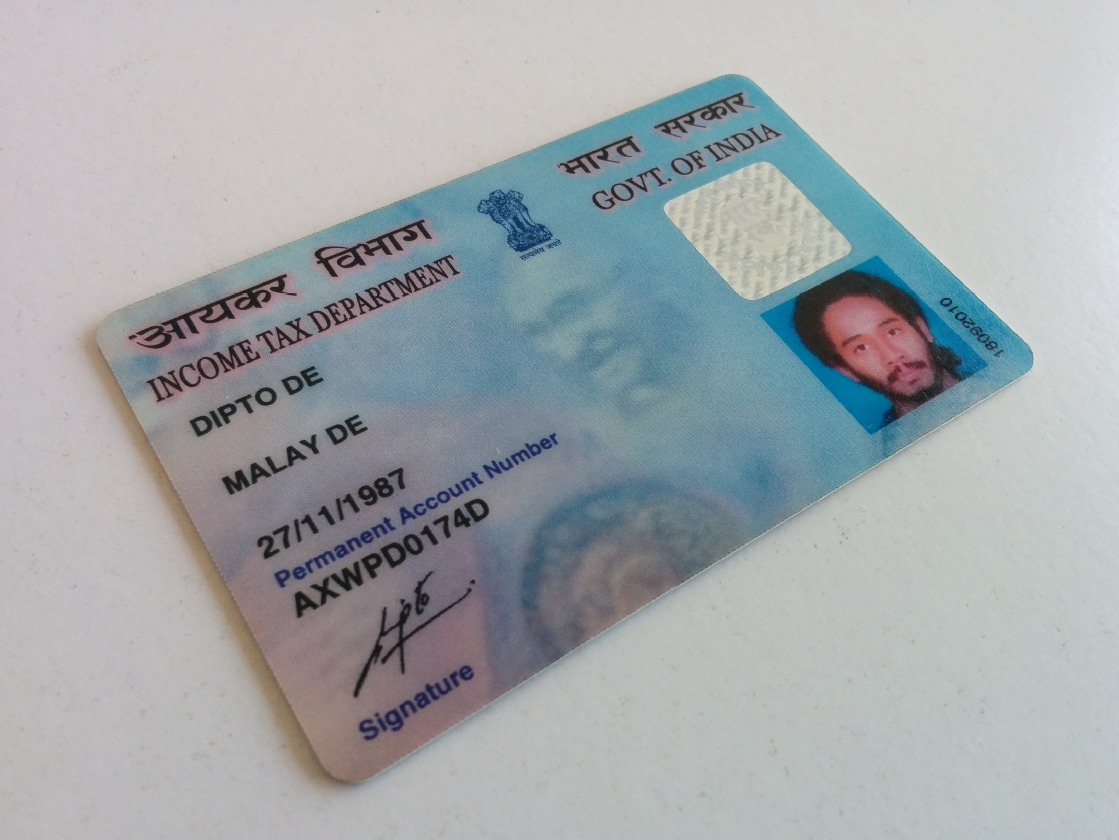 आयकर विभाग
INCOME TAX DEPARTMENT
सत्यमेव जयते
भारत सरकार
GOVT. OF INDIA
DIPTO DE
MALAY DE
27/11/1987
Permanent Account Number
AXWPD0174D
Dipto
Signature
18092010